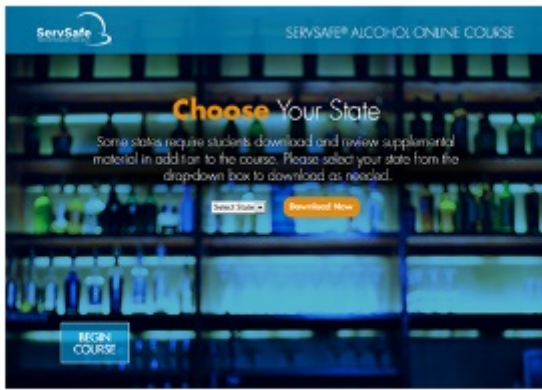 ServSafe
SERVSAFE® ALCOHOL ONLINE COURSE
Choose Your State
Some states require students download and review supplemental
material in addition to the course. Please select your state from the
drop-down box to download as needed.
Select State
Download Now
BEGIN
COURSE